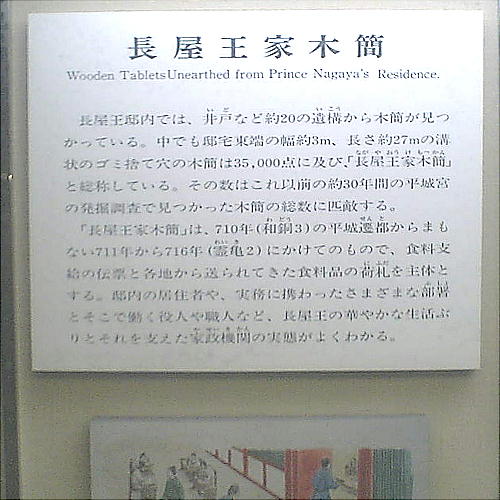 長屋王家木簡
Wooden Tablets Unearthed from Prince Nagaya's Residence.
長屋王邸内では、井戸など約20の遺構から木簡が見つ
かっている。中でも邸宅東端の幅約3m、長さ約27mの溝
状のゴミ捨て穴の木簡は35,000点に及び、「長屋王家木簡」
と総称している。その数はこれ以前の約30年間の平城宮
の発掘調査で見つかった木簡の総数に匹敵する。
「長屋王家木簡」は、710年(和銅3)の平城遷都からまも
ない711年から716年(霊亀2)にかけてのもので、食料支
給の伝票と各地から送られてきた食料品の荷札を主体と
する。邸内の居住者や、実務に携わったさまざまな部署
とそこで働く役人や職人など、長屋王の華やかな生活ぶ
りとそれを支えた家政機関の実態がよくわかる。